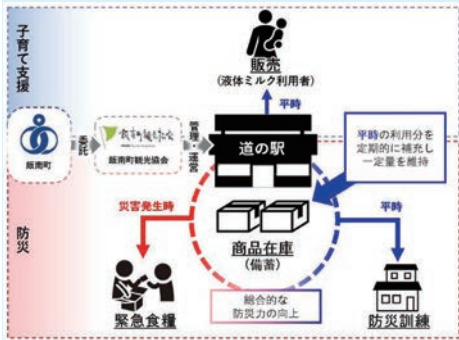 子育て支援
販売
(液体ミルク利用者)
平時
飯南町
委託
飯南町観光協会
管理・運営
道の駅
平時の利用分を
定期的に補充し
一定量を維持
防災
災害発生時
平時
商品在庫
(備蓄)
緊急食糧
総合的な
防災力の向上
防災訓練